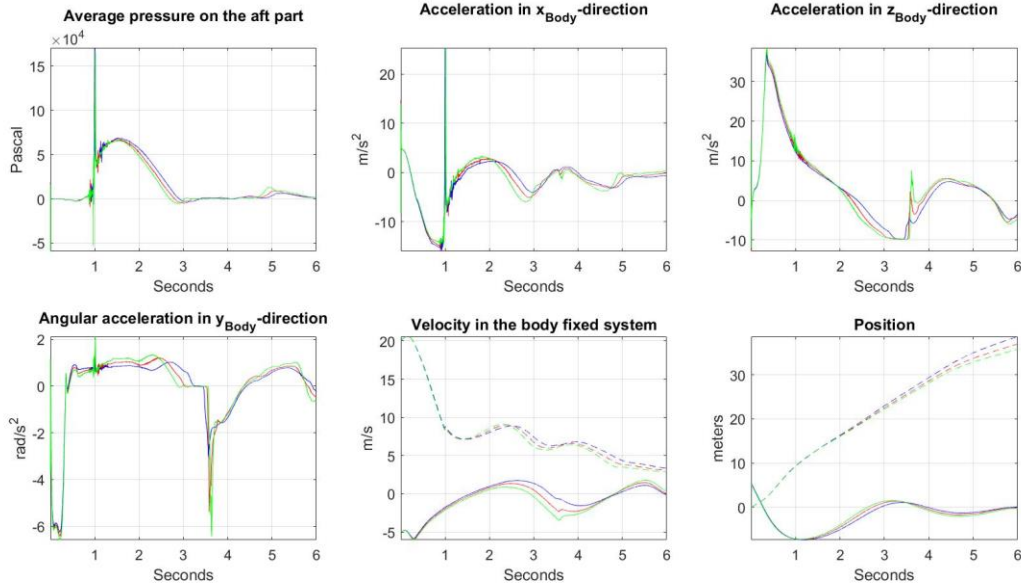 Average pressure on the aft part
×10⁴
Pascal
15
10
5
0
-5
1 2 3 4 5 6
Seconds
Acceleration in x_Body-direction
m/s²
20
10
0
-10
1 2 3 4 5 6
Seconds
Acceleration in z_Body-direction
m/s²
30
20
10
0
-10
1 2 3 4 5 6
Seconds
Angular acceleration in y_Body-direction
rad/s²
2
0
-2
-4
-6
1 2 3 4 5 6
Seconds
Velocity in the body fixed system
m/s
20
15
10
5
0
-5
1 2 3 4 5 6
Seconds
Position
meters
30
20
10
0
1 2 3 4 5 6
Seconds